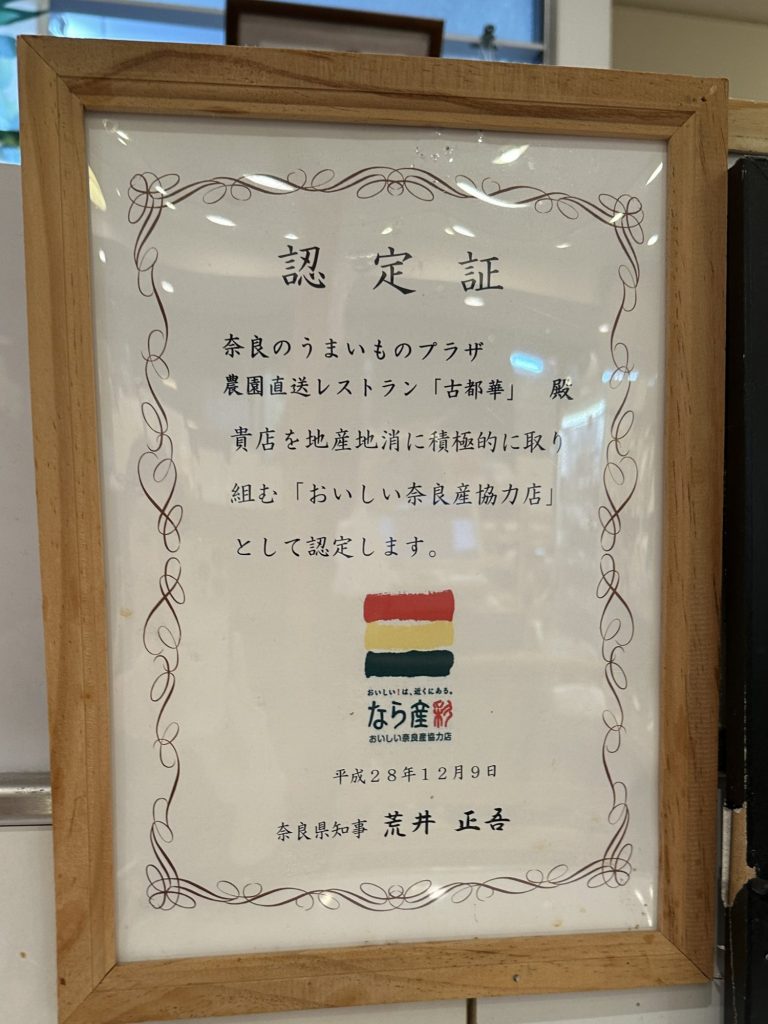 認定証
奈良のうまいものプラザ
農園直送レストラン「古都華」　殿
貴店を地産地消に積極的に取り
組む「おいしい奈良産協力店」
として認定します。
おいしい!は、近くにある。
なら産彩
おいしい奈良産協力店
平成２８年１２月９日
奈良県知事 荒井 正吾